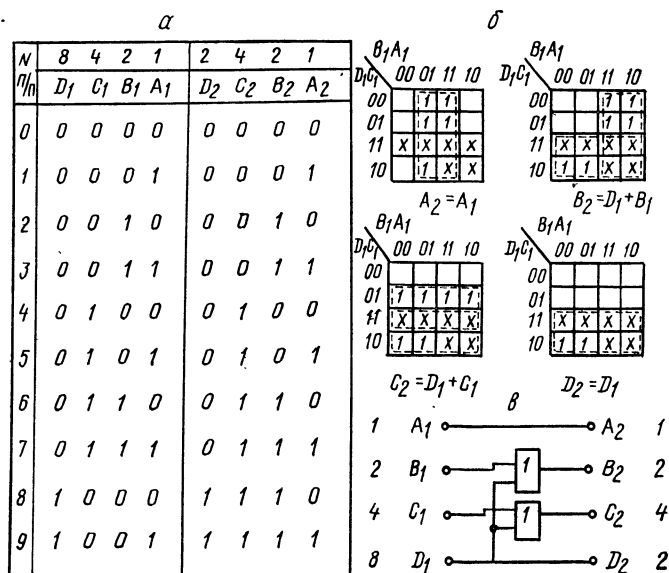 а
N п/п 8 4 2 1 2 4 2 1
D1 C1 B1 A1 D2 C2 B2 A2
0 0 0 0 0 0 0 0 0
1 0 0 0 1 0 0 0 1
2 0 0 1 0 0 0 1 0
3 0 0 1 1 0 0 1 1
4 0 1 0 0 0 1 0 0
5 0 1 0 1 0 1 0 1
6 0 1 1 0 0 1 1 0
7 0 1 1 1 0 1 1 1
8 1 0 0 0 1 1 1 0
9 1 0 0 1 1 1 1 1
б
B1A1
D1C1 00 01 11 10
00 1 1
01 1 1
11 X X X X
10 1 X X
A2=A1
B1A1
D1C1 00 01 11 10
00 1 1
01 1 1
11 X X X X
10 1 1 X X
B2=D1+B1
B1A1
D1C1 00 01 11 10
00
01 1 1 1 1
11 X X X X
10 1 1 X X
C2=D1+C1
B1A1
D1C1 00 01 11 10
00
01
11 X X X X
10 1 1 X X
D2=D1
в
1 A1 A2 1
2 B1 1 B2 2
4 C1 1 C2 4
8 D1 D2 2